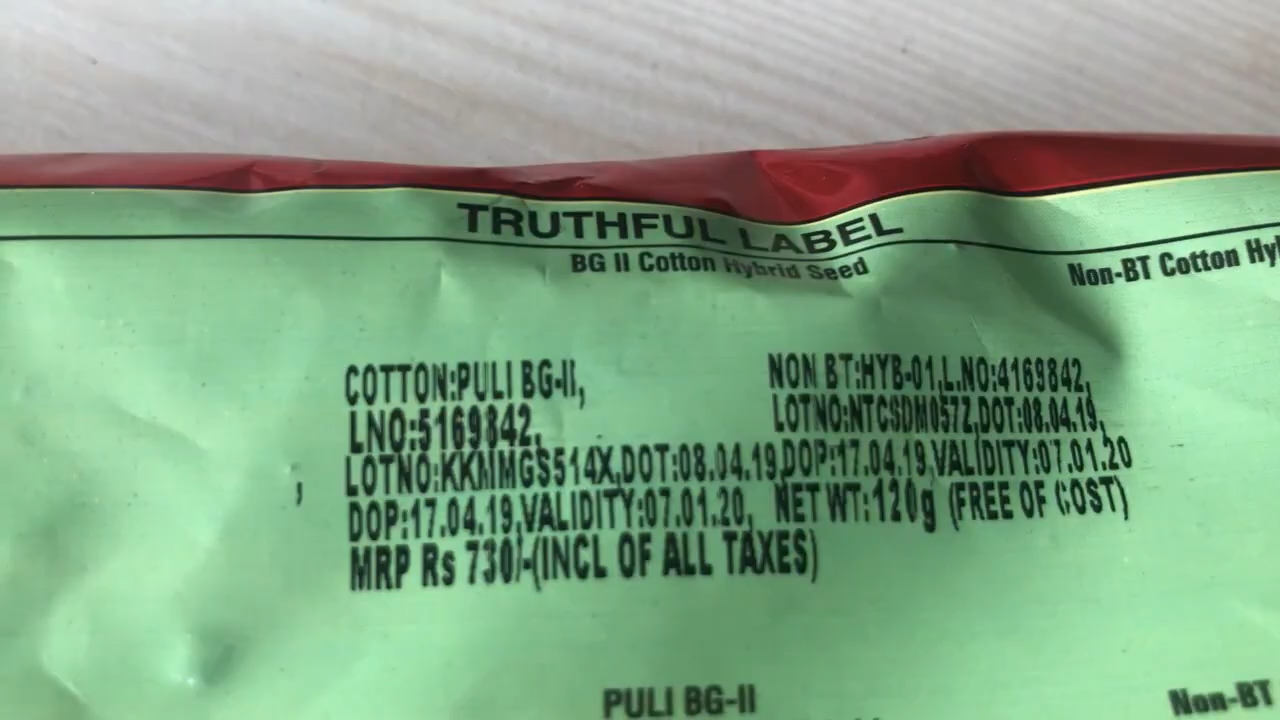 TRUTHFUL LABEL
BG II Cotton Hybrid Seed
Non-BT Cotton Hy
COTTON:PULI BG-II,
LNO:5169842,
LOTNO:KKMMGS514X,DOT:08.04.19
DOP:17.04.19,VALIDITY:07.01.20,
MRP Rs 730/-(INCL OF ALL TAXES)
NON BT:HYB-01,L.NO:4169842,
LOTNO:NTCSDM057Z,DOT:08.04.19,
DOP:17.04.19,VALIDITY:07.01.20
NET WT:120g (FREE OF COST)
,
PULI BG-II
Non-BT